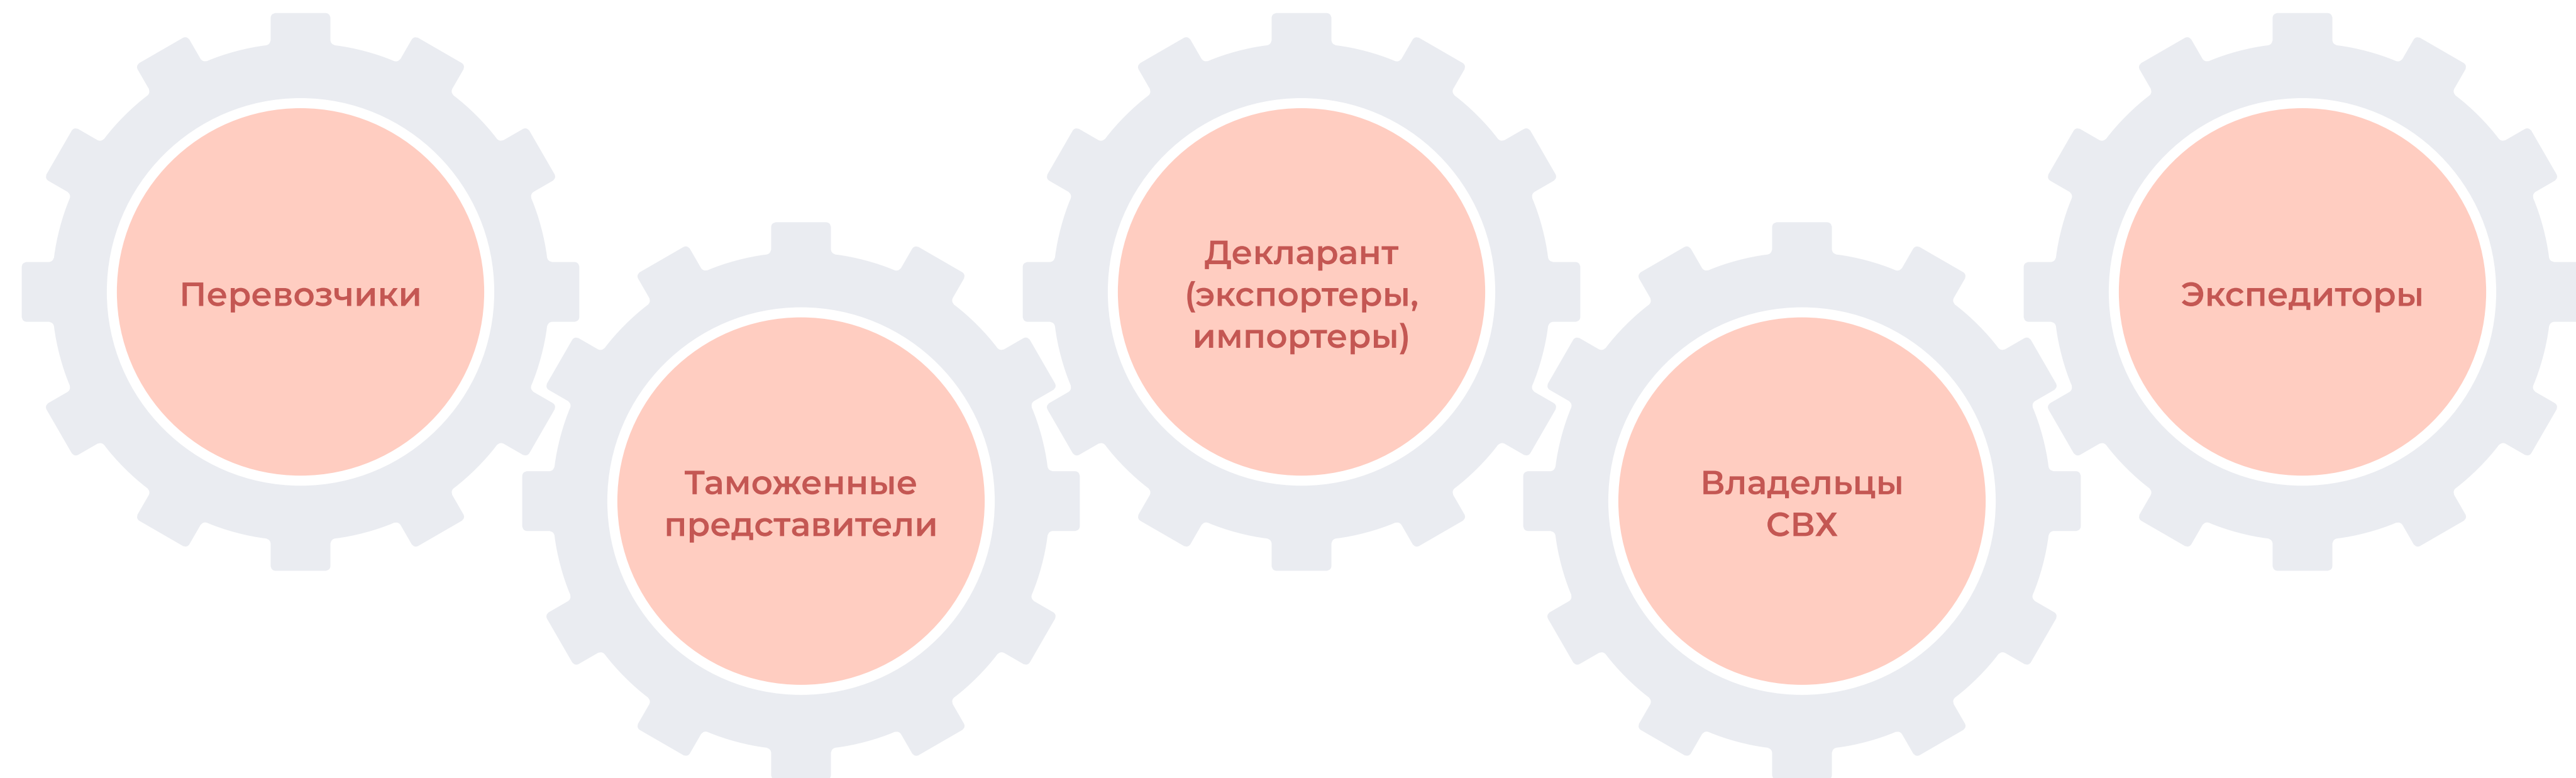 Перевозчики
Таможенные
представители
Декларант
(экспортеры,
импортеры)
Владельцы
СВХ
Экспедиторы